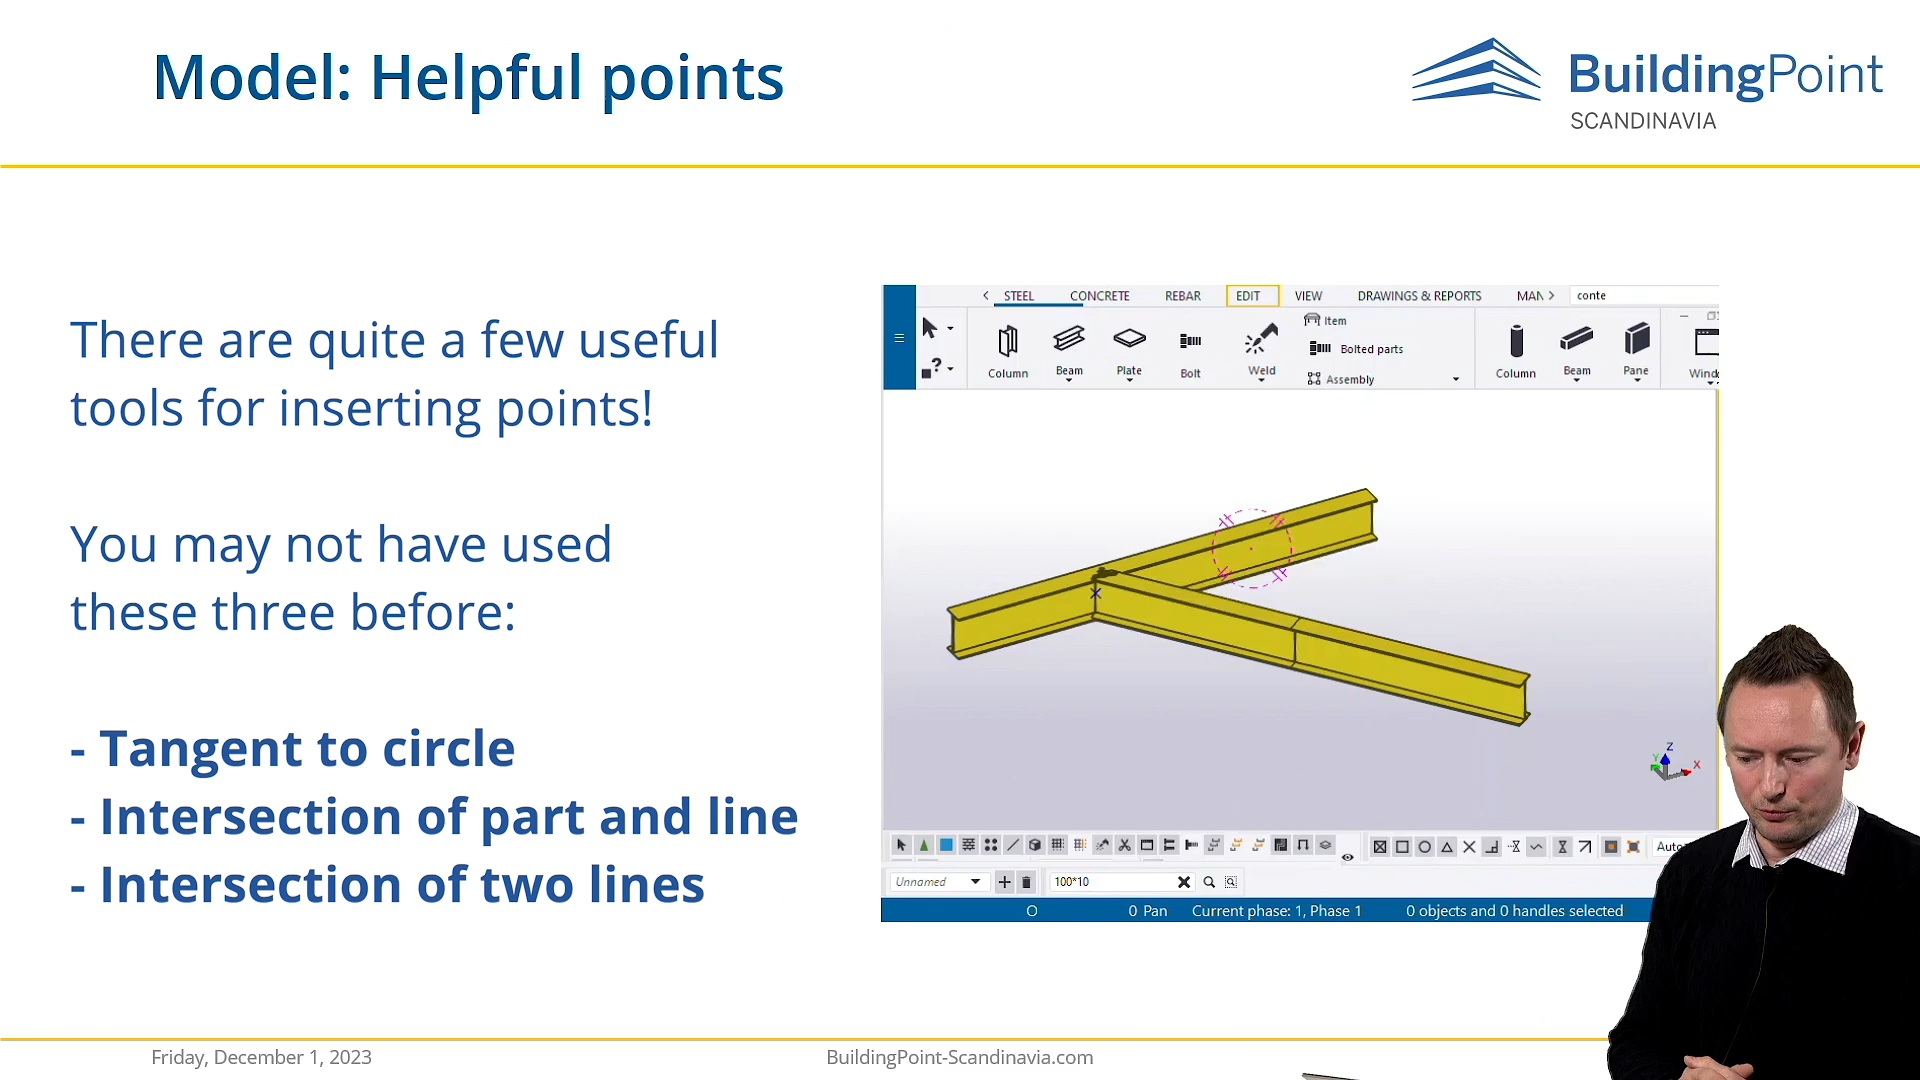 Model: Helpful points
BuildingPoint
SCANDINAVIA
There are quite a few useful
tools for inserting points!
You may not have used
these three before:
- Tangent to circle
- Intersection of part and line
- Intersection of two lines
STEEL CONCRETE REBAR EDIT VIEW DRAWINGS & REPORTS MAN conte
Item
Bolted parts
Assembly
Column Beam Plate Bolt Weld Column Beam Pane Wind
Z
Y
X
Auto
Unnamed 100*10
O 0 Pan Current phase: 1, Phase 1 0 objects and 0 handles selected
Friday, December 1, 2023 BuildingPoint-Scandinavia.com